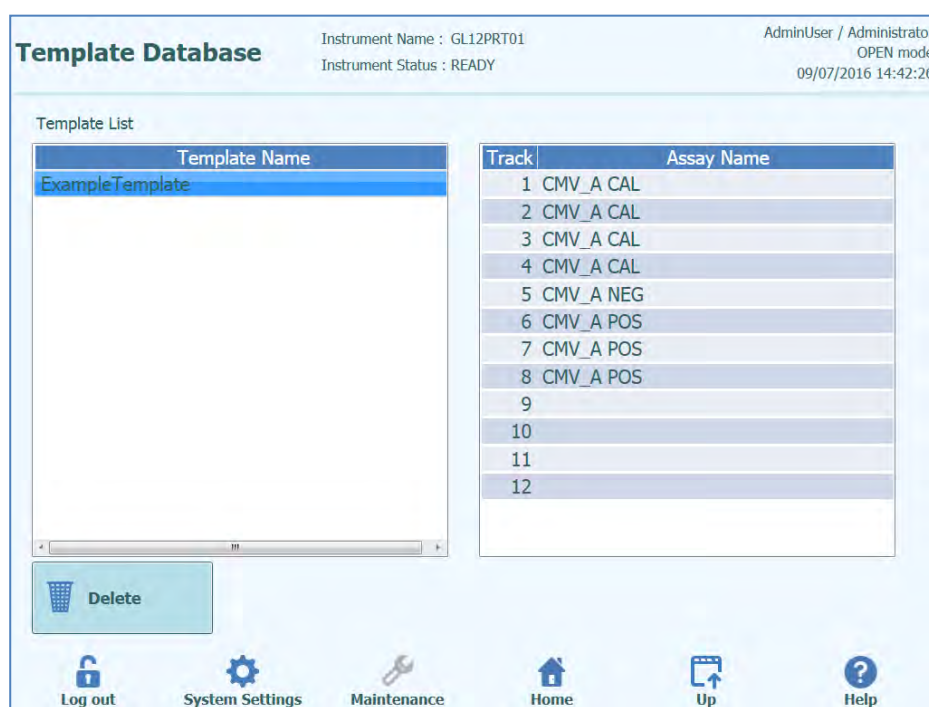 Template Database
Instrument Name : GL12PRT01
Instrument Status : READY
AdminUser / Administrator
OPEN mode
09/07/2016 14:42:26
Template List
Template Name
ExampleTemplate
Track Assay Name
1 CMV_A CAL
2 CMV_A CAL
3 CMV_A CAL
4 CMV_A CAL
5 CMV_A NEG
6 CMV_A POS
7 CMV_A POS
8 CMV_A POS
9
10
11
12
Delete
Log out System Settings Maintenance Home Up Help